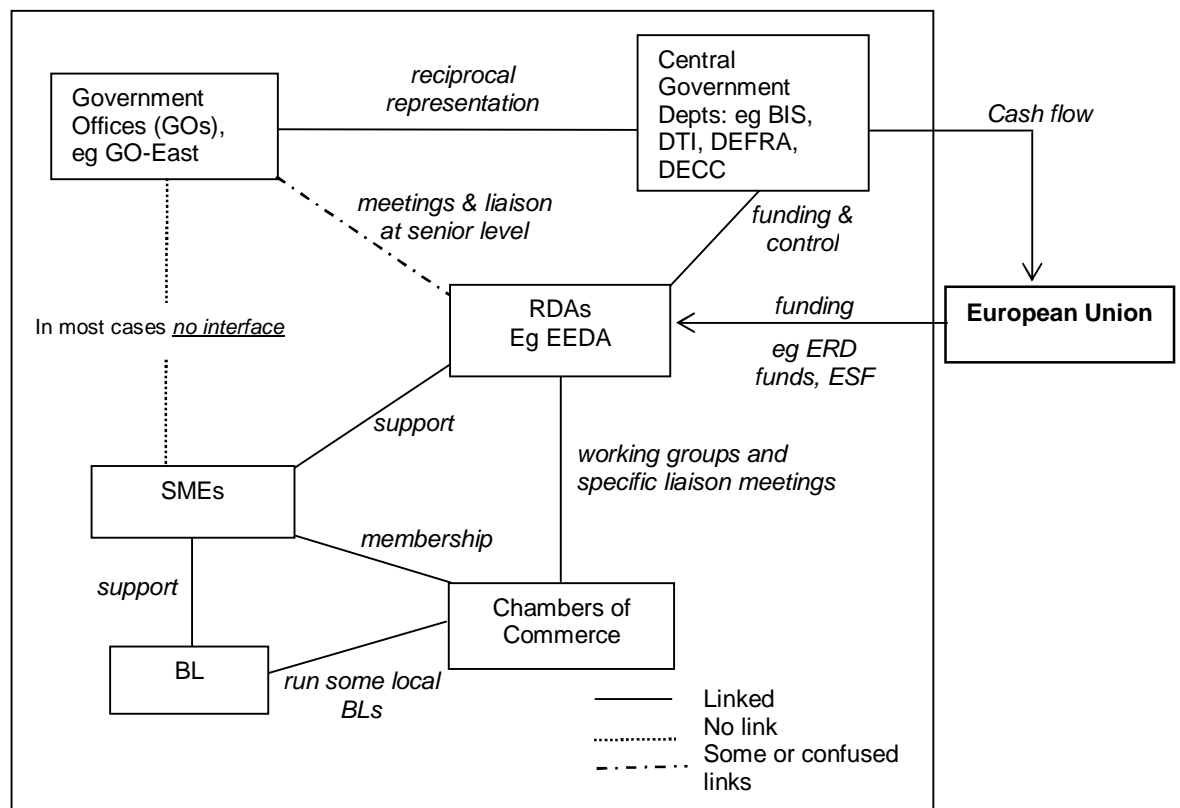 Government
Offices (GOs),
eg GO-East
reciprocal
representation
Central
Government
Depts: eg BIS,
DTI, DEFRA,
DECC
Cash flow
meetings & liaison
at senior level
funding &
control
RDAs
Eg EEDA
funding
eg ERD
funds, ESF
European Union
In most cases no interface
support
working groups and
specific liaison meetings
SMEs
membership
support
Chambers of
Commerce
BL
run some local
BLs
Linked
No link
Some or confused
links